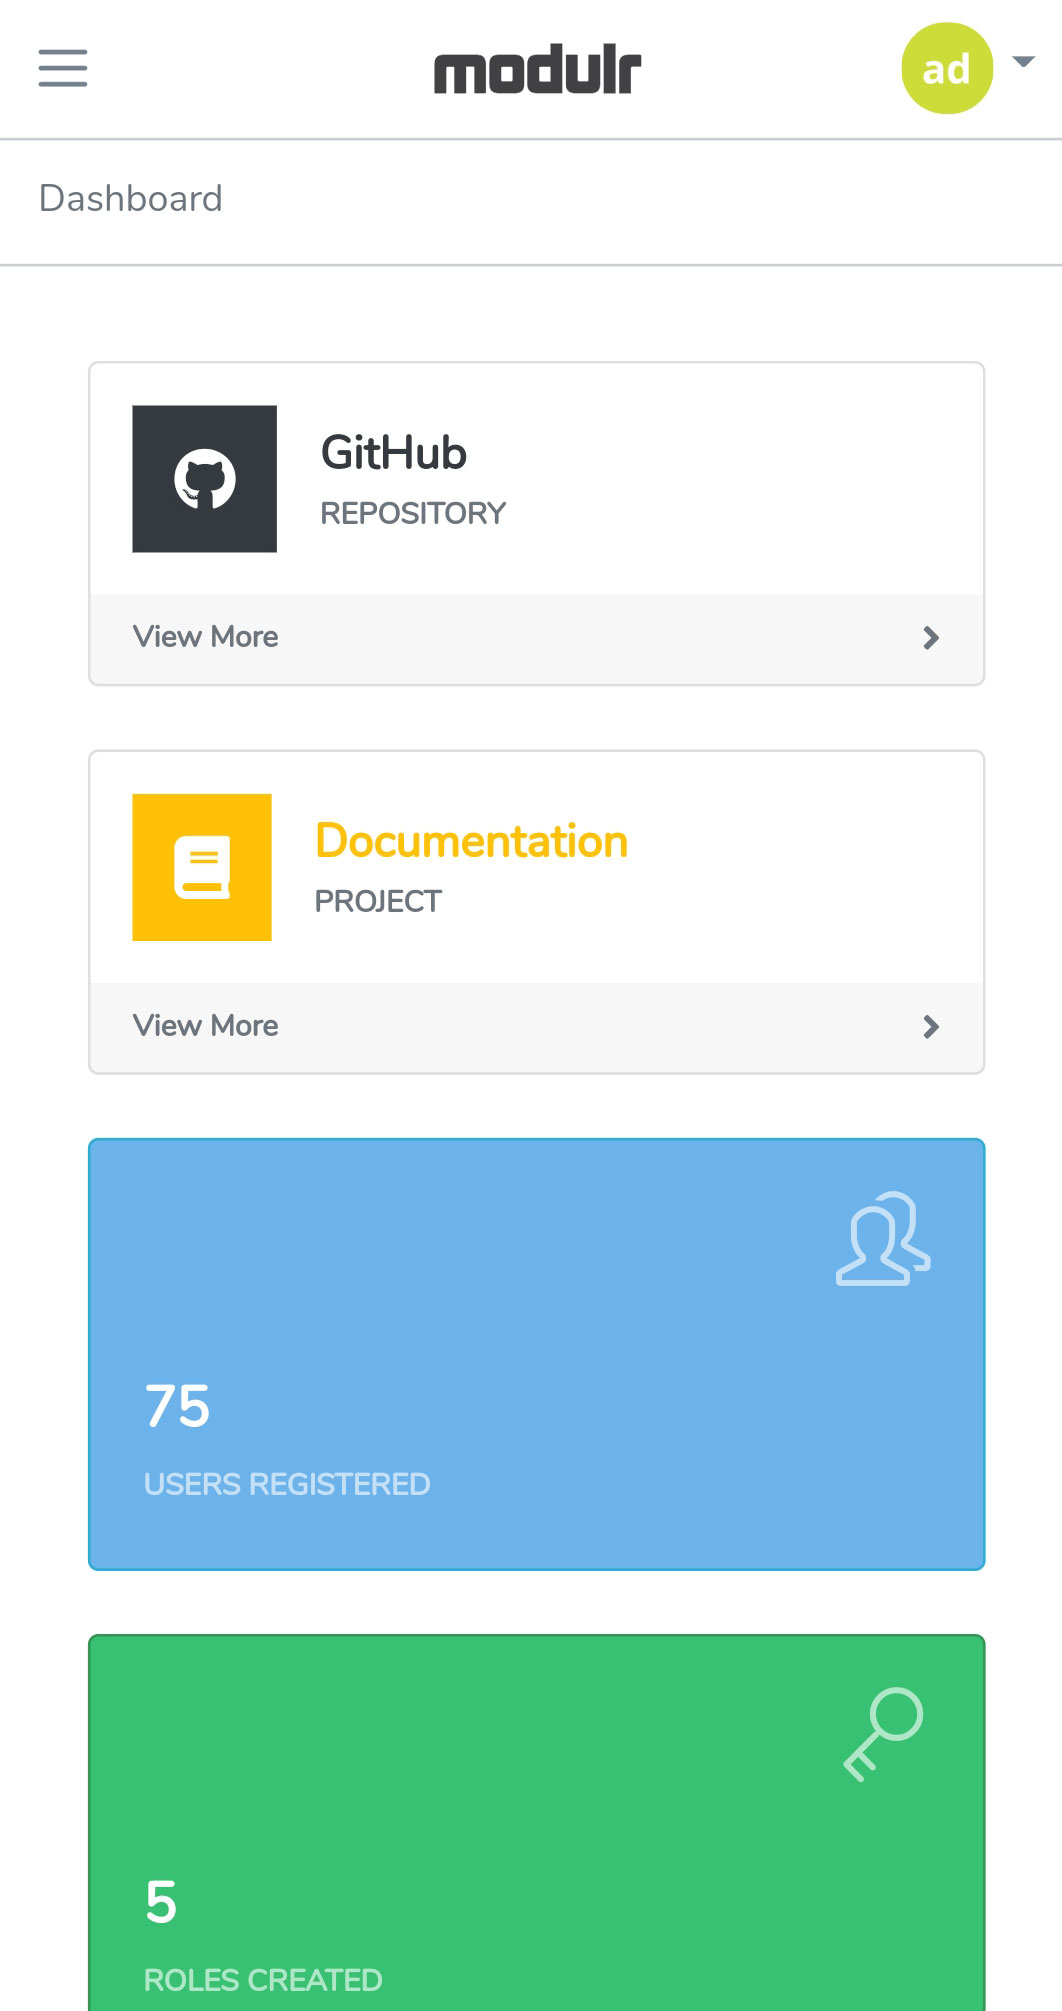 modulr
ad
Dashboard
GitHub
REPOSITORY
View More
Documentation
PROJECT
View More
75
USERS REGISTERED
5
ROLES CREATED